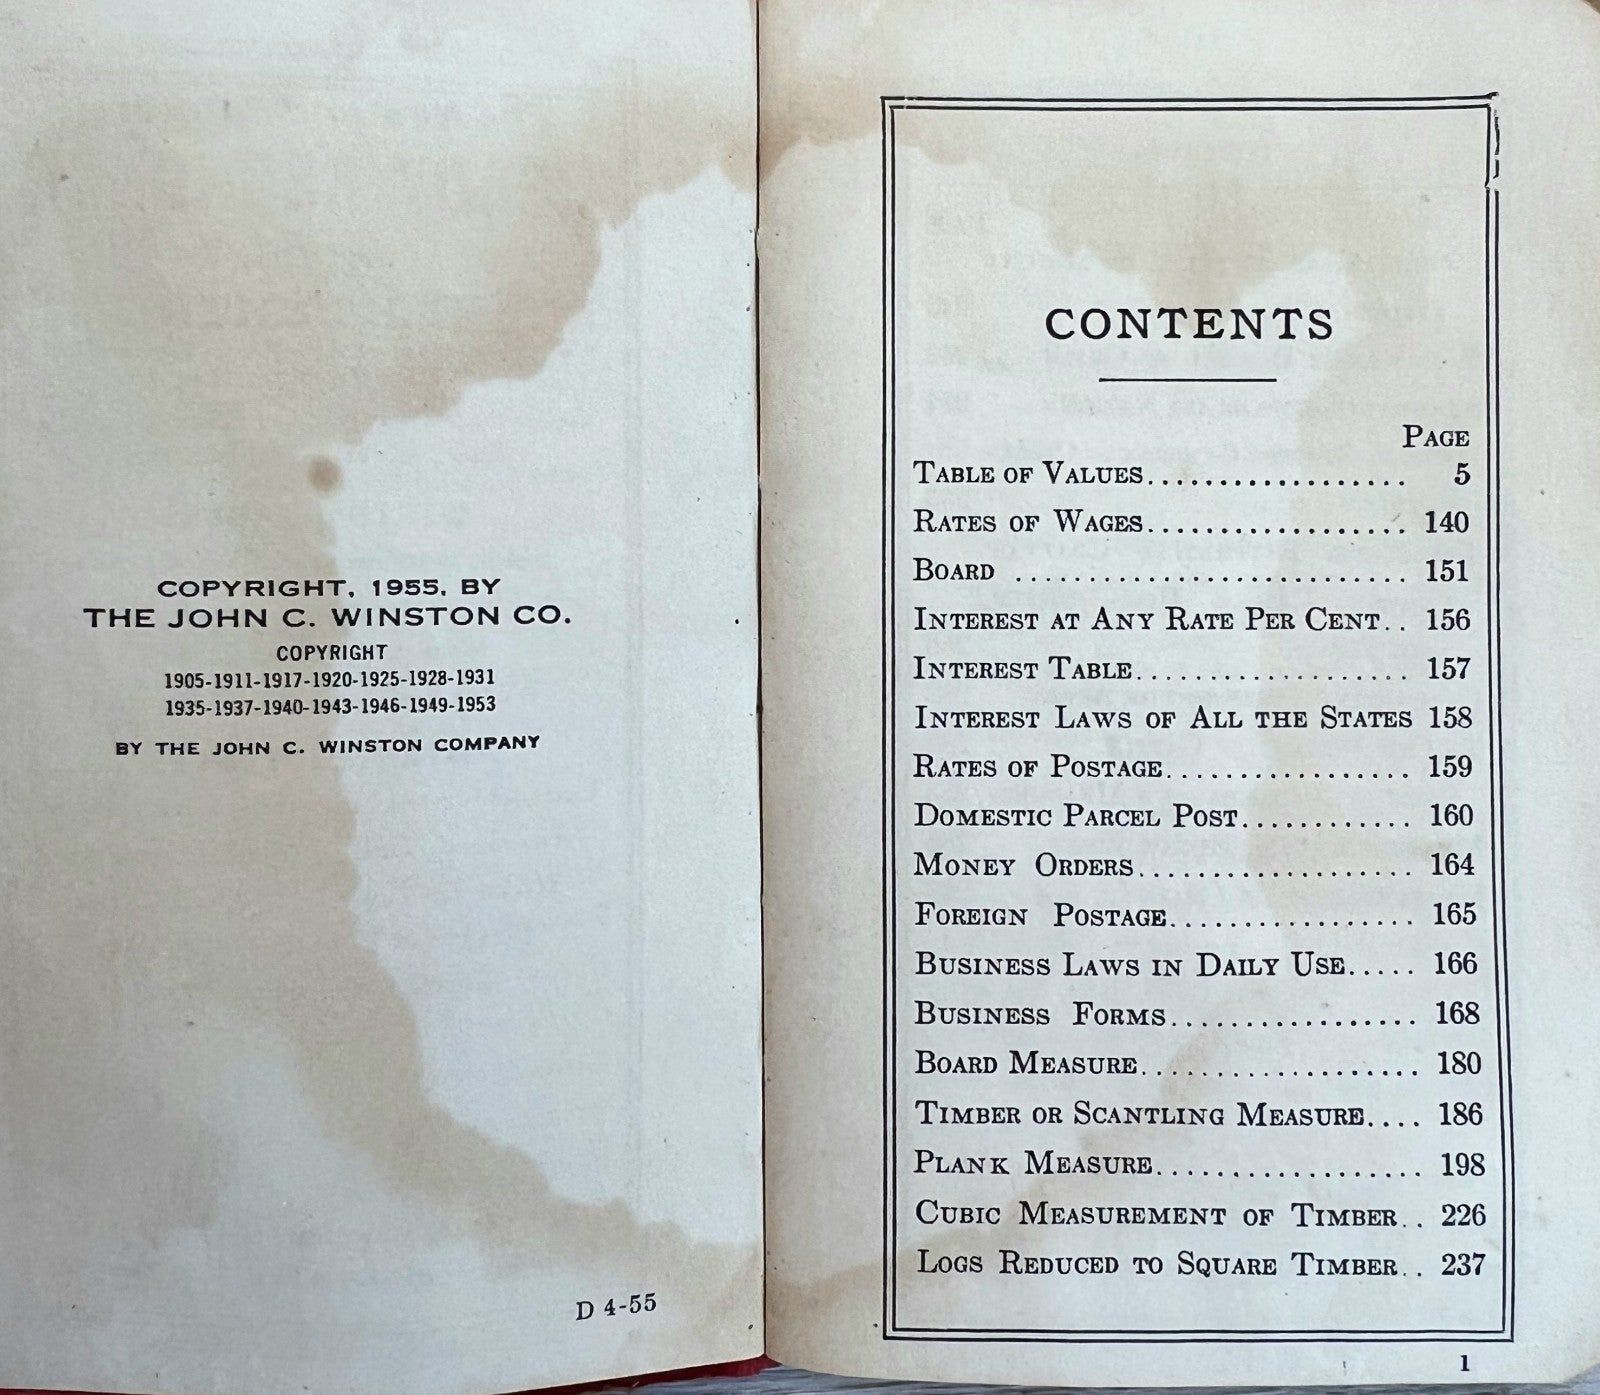 COPYRIGHT, 1955, BY
THE JOHN C. WINSTON CO.
COPYRIGHT
1905-1911-1917-1920-1925-1928-1931
1935-1937-1940-1943-1946-1949-1953
BY THE JOHN C. WINSTON COMPANY
D 4-55
CONTENTS
PAGE
TABLE OF VALUES................... 5
RATES OF WAGES.................. 140
BOARD ........................... 151
INTEREST AT ANY RATE PER CENT.. 156
INTEREST TABLE................... 157
INTEREST LAWS OF ALL THE STATES 158
RATES OF POSTAGE................. 159
DOMESTIC PARCEL POST............ 160
MONEY ORDERS................... 164
FOREIGN POSTAGE................. 165
BUSINESS LAWS IN DAILY USE..... 166
BUSINESS FORMS................. 168
BOARD MEASURE................... 180
TIMBER OR SCANTLING MEASURE.... 186
PLANK MEASURE................... 198
CUBIC MEASUREMENT OF TIMBER.. 226
LOGS REDUCED TO SQUARE TIMBER.. 237
1